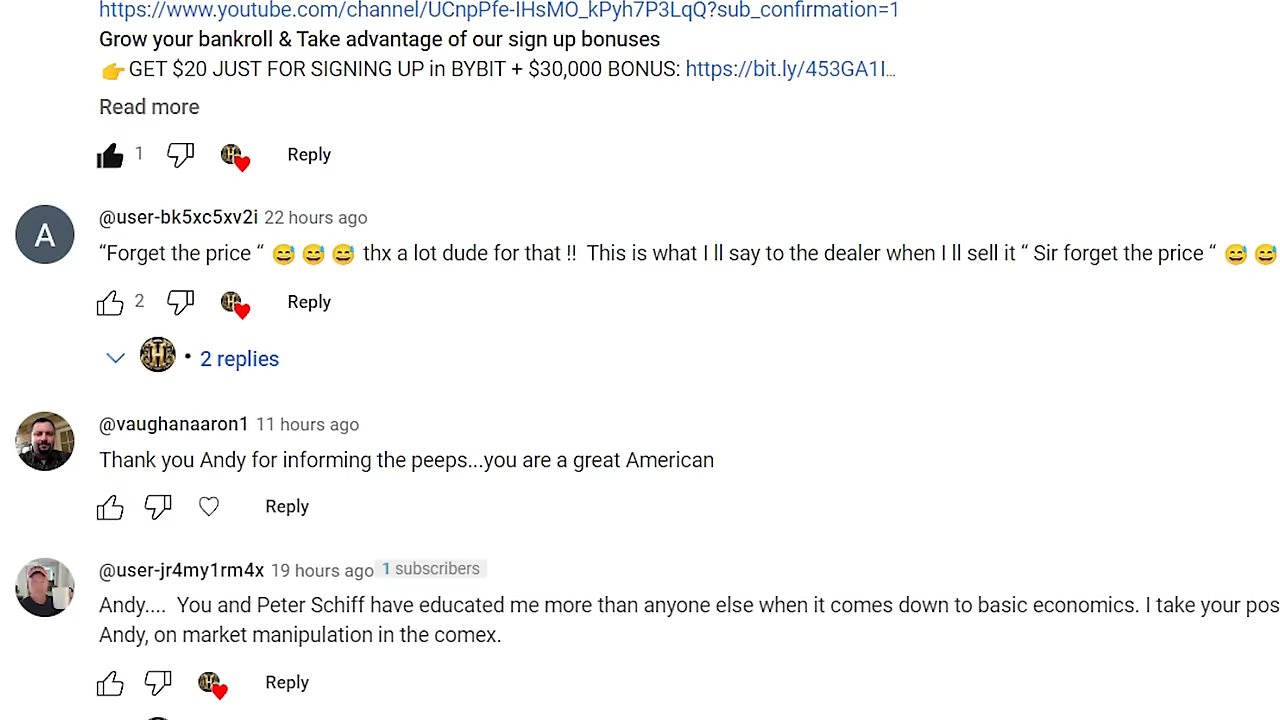 https://www.youtube.com/channel/UCnpPfe-IHsMO_kPyh7P3LqQ?sub_confirmation=1
Grow your bankroll & Take advantage of our sign up bonuses
👉GET $20 JUST FOR SIGNING UP in BYBIT + $30,000 BONUS: https://bit.ly/453GA1I...
Read more
1 Reply
A
@user-bk5xc5xv2i 22 hours ago
“Forget the price “ 😅 😅 😅 thx a lot dude for that !! This is what I ll say to the dealer when I ll sell it “ Sir forget the price “ 😅 😅
2 Reply
H • 2 replies
@vaughanaaron1 11 hours ago
Thank you Andy for informing the peeps...you are a great American
Reply
@user-jr4my1rm4x 19 hours ago 1 subscribers
Andy.... You and Peter Schiff have educated me more than anyone else when it comes down to basic economics. I take your pos
Andy, on market manipulation in the comex.
Reply